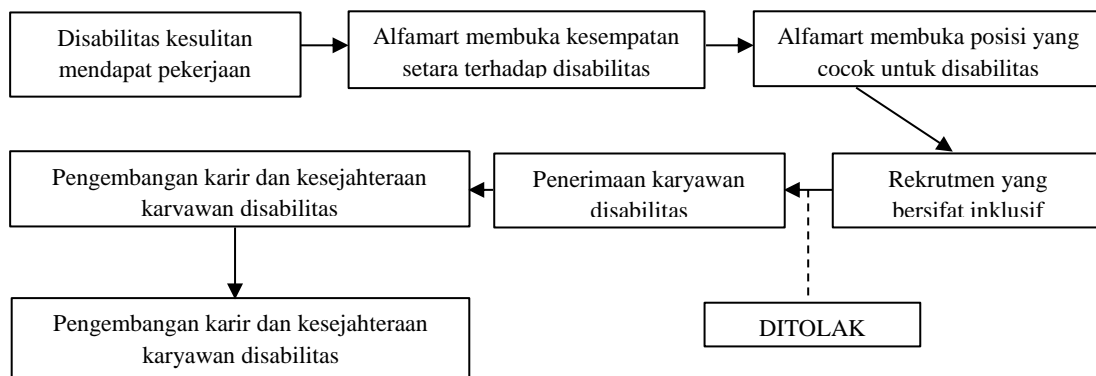 Disabilitas kesulitan
mendapat pekerjaan
Alfamart membuka kesempatan
setara terhadap disabilitas
Alfamart membuka posisi yang
cocok untuk disabilitas
Pengembangan karir dan kesejahteraan
karyawan disabilitas
Penerimaan karyawan
disabilitas
Rekrutmen yang
bersifat inklusif
Pengembangan karir dan kesejahteraan
karyawan disabilitas
DITOLAK